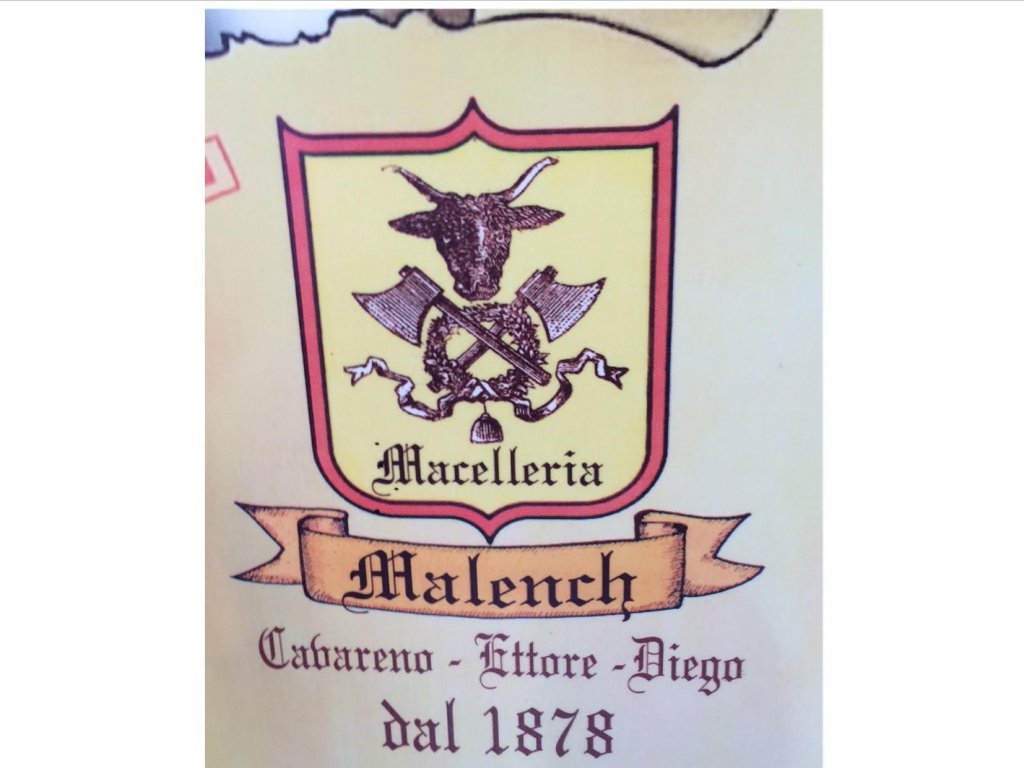 Macelleria
Malench
Cavareno - Ettore - Diego
dal 1878